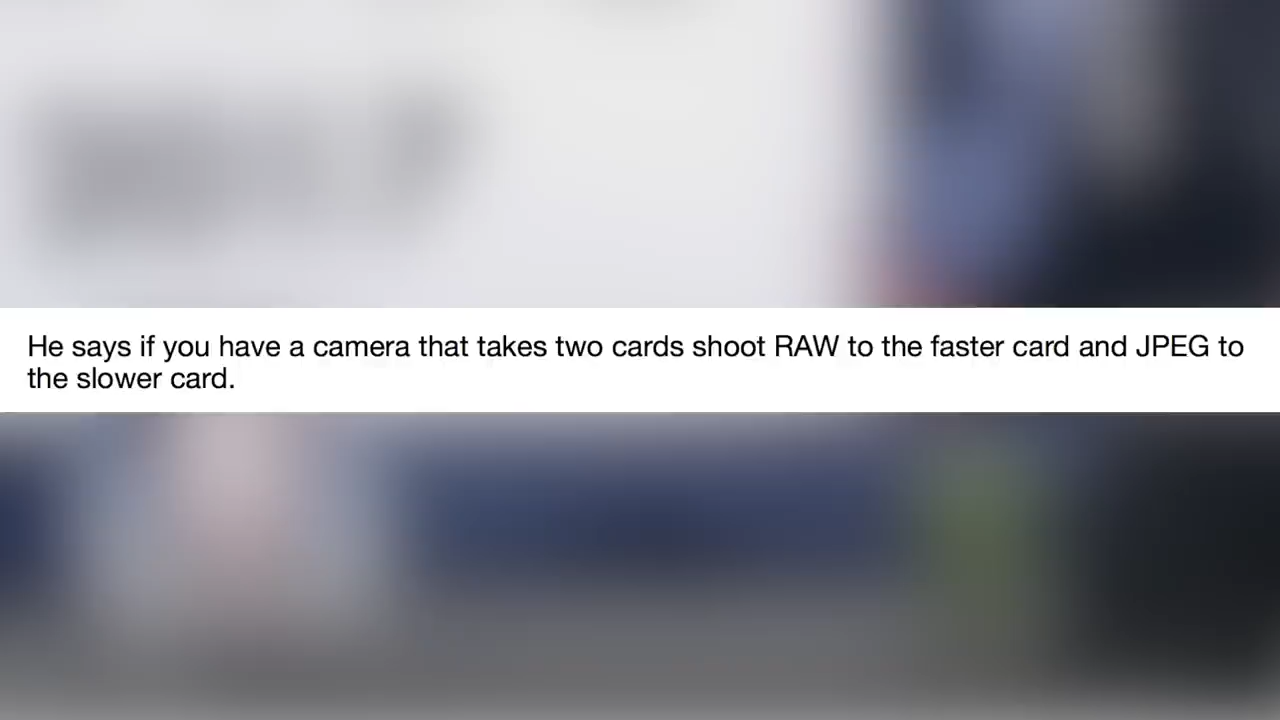 He says if you have a camera that takes two cards shoot RAW to the faster card and JPEG to
the slower card.